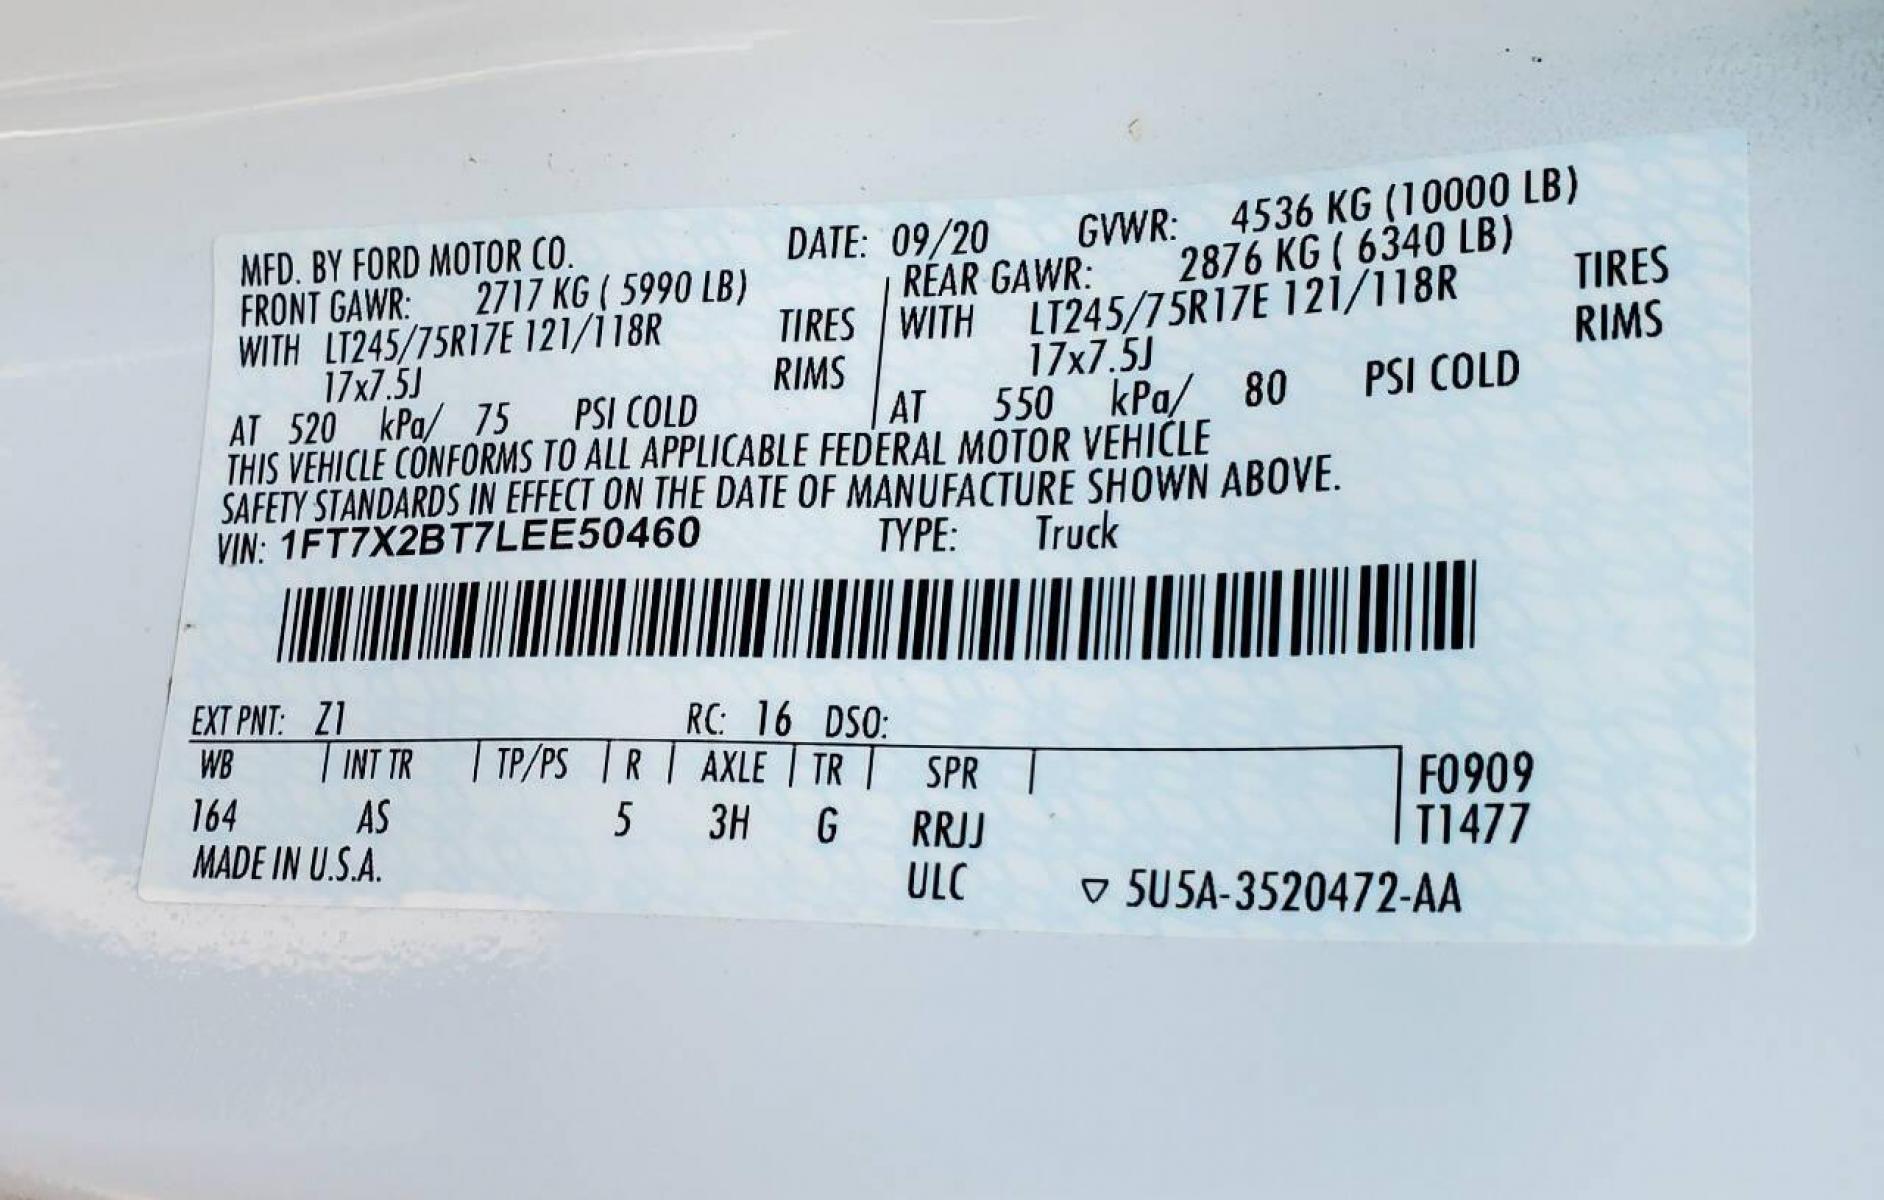 MFD. BY FORD MOTOR CO. DATE: 09/20 GVWR: 4536 KG (10000 LB)
FRONT GAWR: 2717 KG ( 5990 LB) REAR GAWR: 2876 KG ( 6340 LB)
WITH LT245/75R17E 121/118R TIRES WITH LT245/75R17E 121/118R TIRES
17x7.5J RIMS 17x7.5J RIMS
AT 520 kPa/ 75 PSI COLD AT 550 kPa/ 80 PSI COLD
THIS VEHICLE CONFORMS TO ALL APPLICABLE FEDERAL MOTOR VEHICLE
SAFETY STANDARDS IN EFFECT ON THE DATE OF MANUFACTURE SHOWN ABOVE.
VIN: 1FT7X2BT7LEE50460 TYPE: Truck
EXT PNT: Z1 RC: 16 DSO:
WB INT TR TP/PS R AXLE TR SPR F0909
164 AS 5 3H G RRJJ T1477
MADE IN U.S.A. ULC ▽ 5U5A-3520472-AA